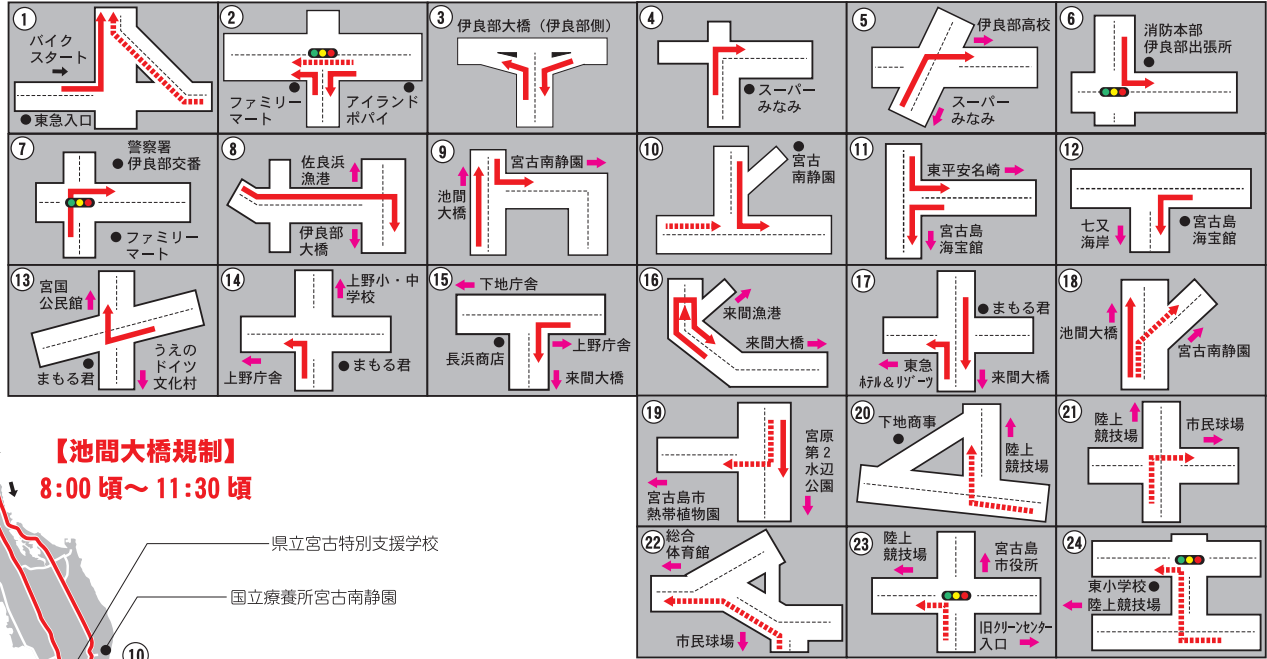 1
バイク
スタート
●東急入口
2
ファミリー
マート
アイランド
ポパイ
3
伊良部大橋（伊良部側）
4
スーパー
みなみ
5
伊良部高校
スーパー
みなみ
6
消防本部
伊良部出張所
7
警察署
伊良部交番
ファミリー
マート
8
佐良浜
漁港
伊良部
大橋
9
宮古南静園
池間
大橋
10
宮古
南静園
11
東平安名崎
宮古島
海宝館
12
七又
海岸
宮古島
海宝館
13
宮国
公民館
まもる君
うえの
ドイツ
文化村
14
上野小・中
学校
上野庁舎
まもる君
15
下地庁舎
長浜商店
上野庁舎
来間大橋
16
来間漁港
来間大橋
17
まもる君
東急
ﾎﾃﾙ＆ﾘｿﾞｰﾂ
来間大橋
18
池間大橋
宮古南静園
19
宮古島市
熱帯植物園
宮原
第2
水辺
公園
20
下地商事
陸上
競技場
21
陸上
競技場
市民球場
22
総合
体育館
市民球場
23
陸上
競技場
宮古島
市役所
旧ｸﾘｰﾝｾﾝﾀｰ
入口
24
東小学校
陸上競技場
【池間大橋規制】
8:00 頃〜 11:30 頃
県立宮古特別支援学校
国立療養所宮古南静園
10